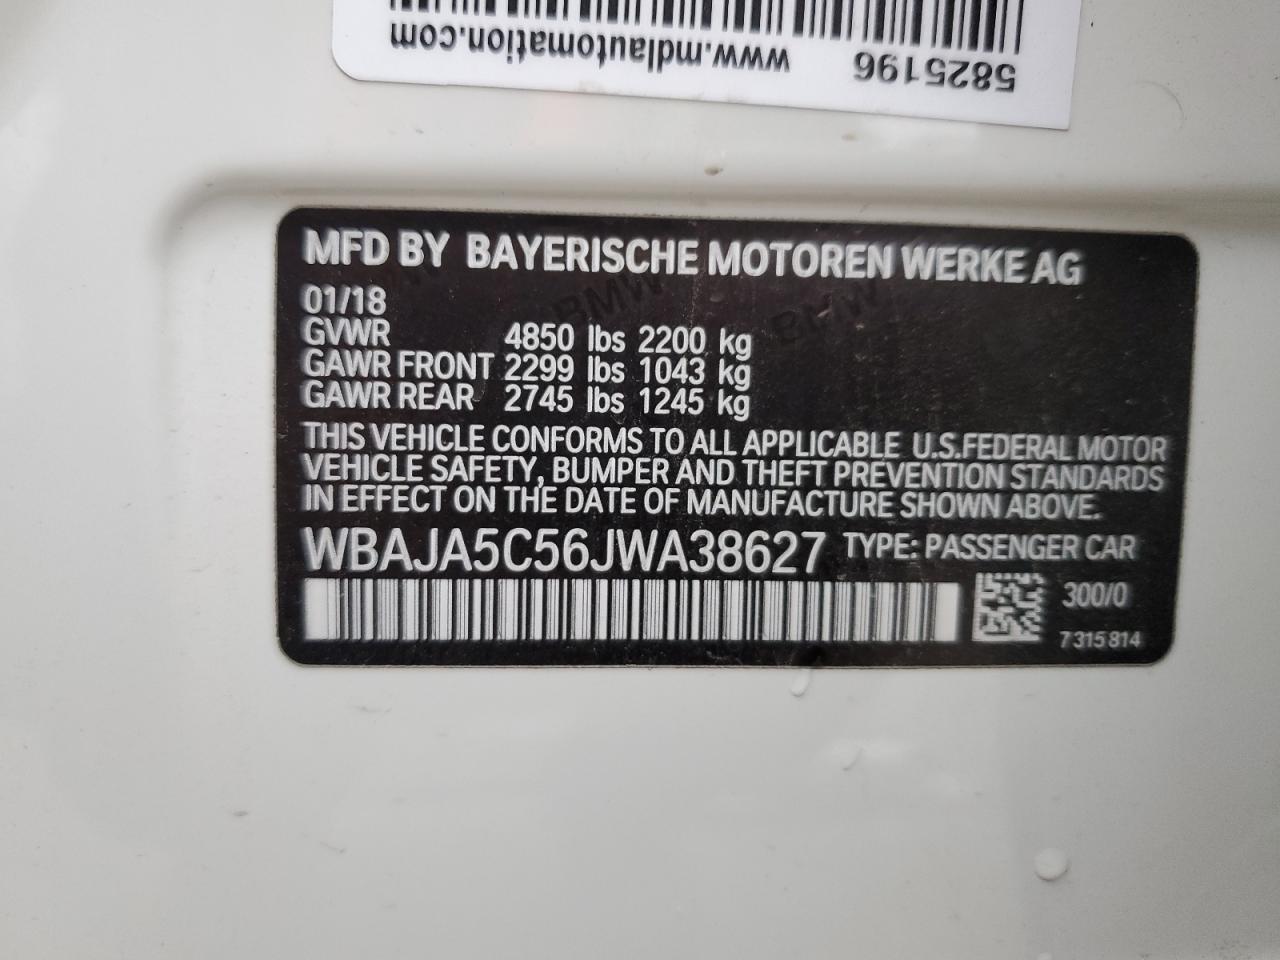 5825196 www.mdlautomation.com
MFD BY BAYERISCHE MOTOREN WERKE AG
01/18
GVWR 4850 lbs 2200 kg
GAWR FRONT 2299 lbs 1043 kg
GAWR REAR 2745 lbs 1245 kg
THIS VEHICLE CONFORMS TO ALL APPLICABLE U.S.FEDERAL MOTOR
VEHICLE SAFETY, BUMPER AND THEFT PREVENTION STANDARDS
IN EFFECT ON THE DATE OF MANUFACTURE SHOWN ABOVE.
WBAJA5C56JWA38627 TYPE: PASSENGER CAR
300/0
7 315 814
BMW BMW